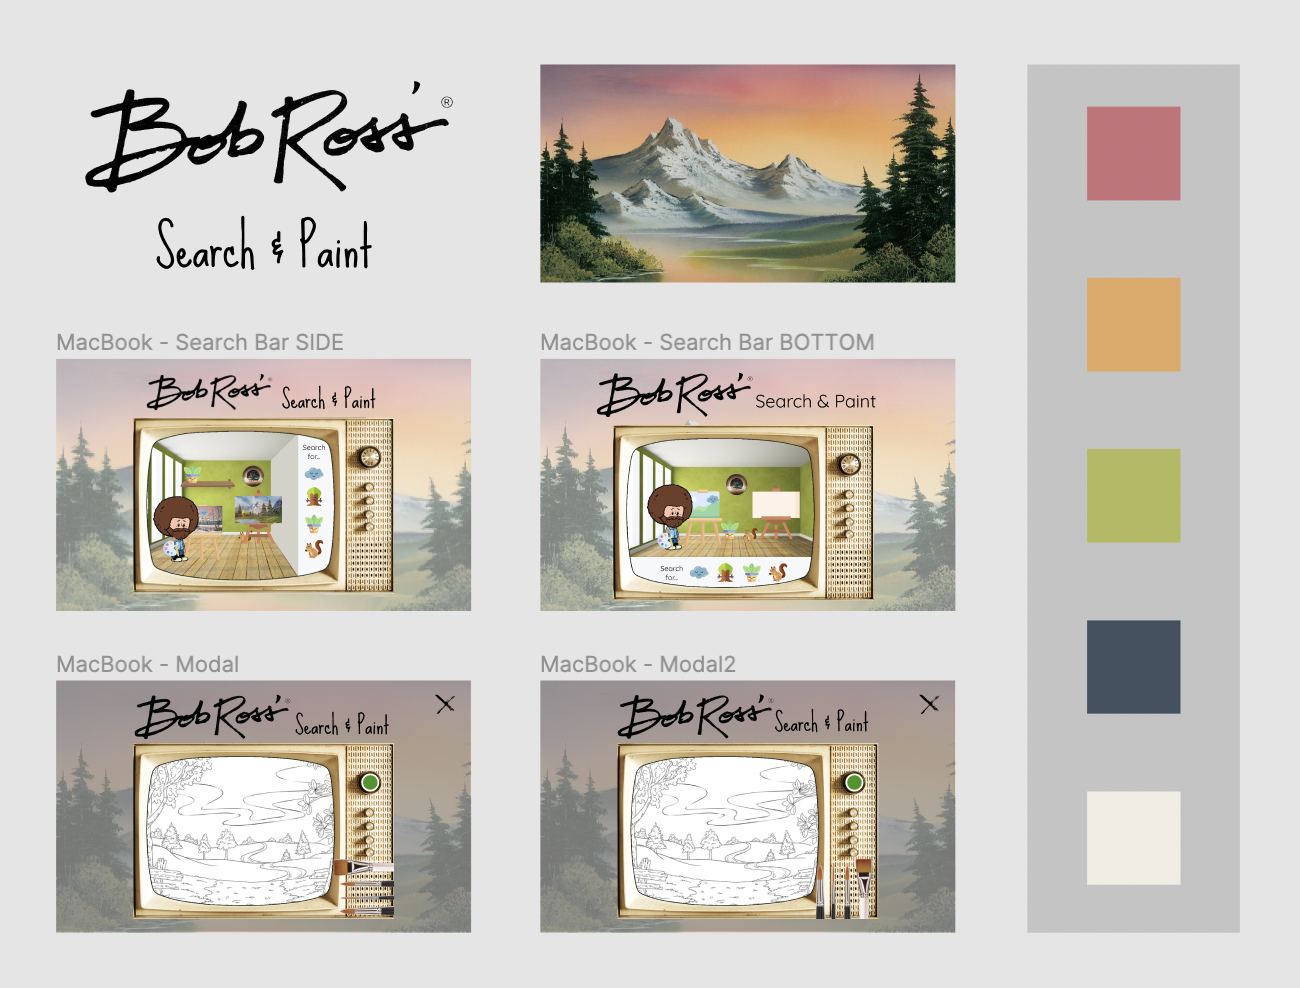 Bob Ross' ®
Search & Paint
MacBook - Search Bar SIDE
Bob Ross' ® Search & Paint
Search
for..
MacBook - Search Bar BOTTOM
Bob Ross' ® Search & Paint
Search
for..
MacBook - Modal
Bob Ross' ® Search & Paint
MacBook - Modal2
Bob Ross' ® Search & Paint